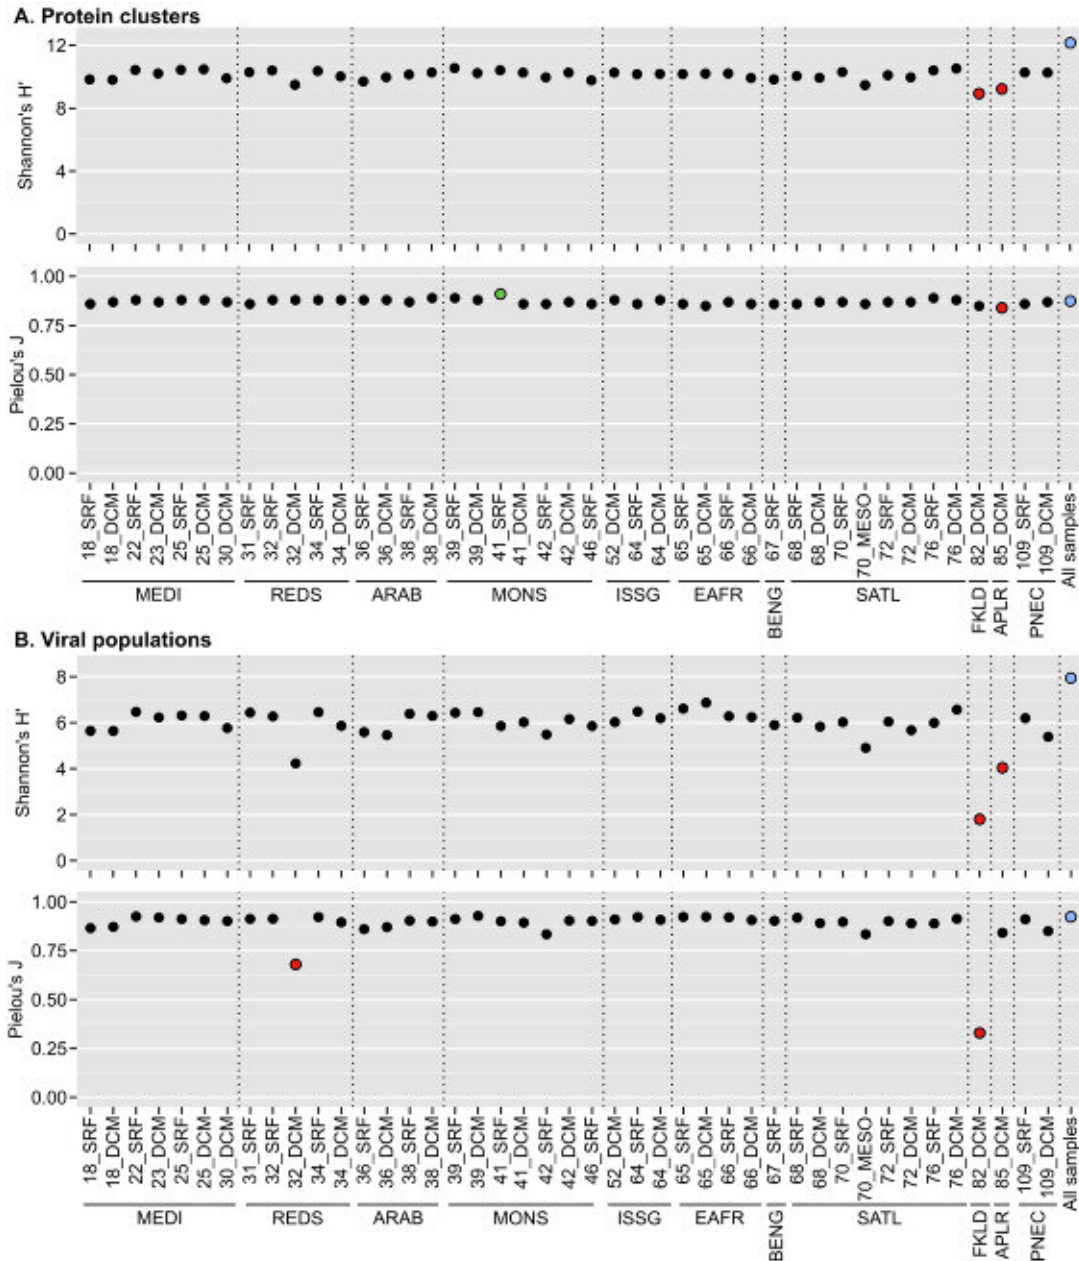 A. Protein clusters
Shannon's H'
12
8
4
0
Pielou's J
1.00
0.75
0.50
0.25
0.00
18_SRF 18_DCM 22_SRF 23_DCM 25_SRF 25_DCM 30_DCM 31_SRF 32_SRF 32_DCM 34_SRF 34_DCM 36_SRF 36_DCM 38_SRF 38_DCM 39_SRF 39_DCM 41_SRF 41_DCM 42_SRF 42_DCM 46_SRF 52_DCM 64_SRF 64_DCM 65_SRF 65_DCM 66_SRF 66_DCM 67_SRF 68_SRF 68_DCM 70_SRF 70_MESO 72_SRF 72_DCM 76_SRF 76_DCM 82_DCM 85_DCM 109_SRF 109_DCM All samples
MEDI REDS ARAB MONS ISSG EAFR BENG SATL FKLD APLR PNEC
B. Viral populations
Shannon's H'
8
6
4
2
0
Pielou's J
1.00
0.75
0.50
0.25
0.00
18_SRF 18_DCM 22_SRF 23_DCM 25_SRF 25_DCM 30_DCM 31_SRF 32_SRF 32_DCM 34_SRF 34_DCM 36_SRF 36_DCM 38_SRF 38_DCM 39_SRF 39_DCM 41_SRF 41_DCM 42_SRF 42_DCM 46_SRF 52_DCM 64_SRF 64_DCM 65_SRF 65_DCM 66_SRF 66_DCM 67_SRF 68_SRF 68_DCM 70_SRF 70_MESO 72_SRF 72_DCM 76_SRF 76_DCM 82_DCM 85_DCM 109_SRF 109_DCM All samples
MEDI REDS ARAB MONS ISSG EAFR BENG SATL FKLD APLR PNEC